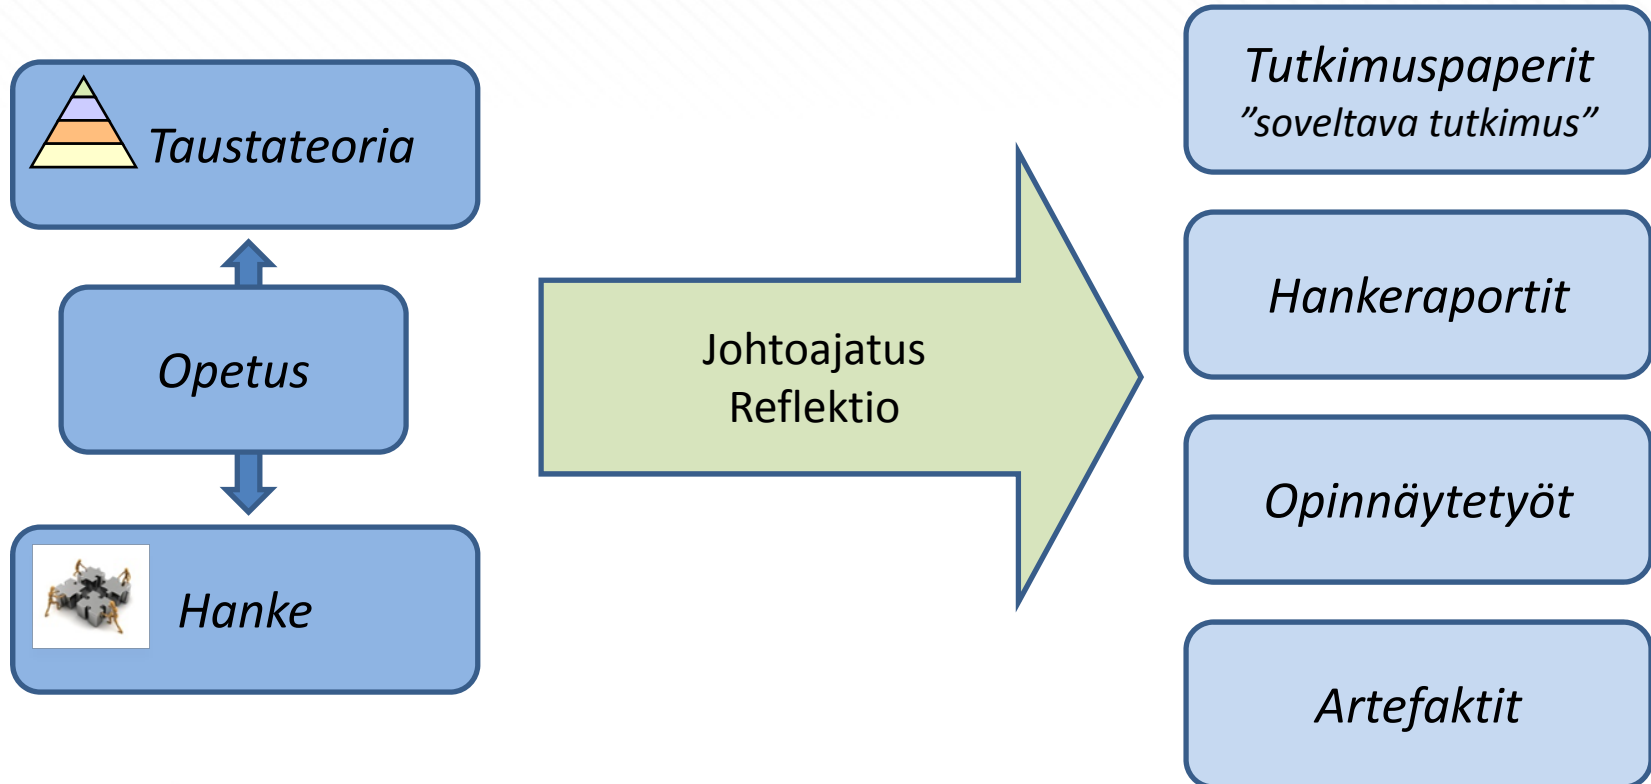 Taustateoria
Opetus
Hanke
Johtoajatus
Reflektio
Tutkimuspaperit
”soveltava tutkimus”
Hankeraportit
Opinnäytetyöt
Artefaktit